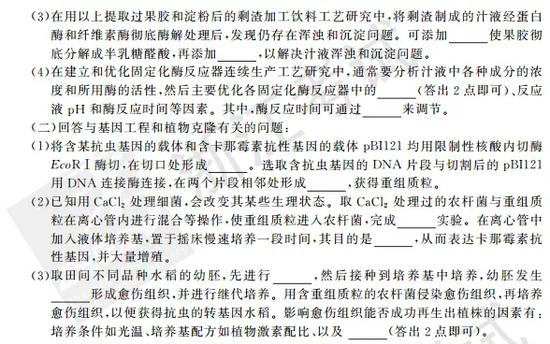 (3)在用以上提取过果胶和淀粉后的剩渣加工饮料工艺研究中,将剩渣制成的汁液经蛋白
酶和纤维素酶彻底酶解处理后,发现仍存在浑浊和沉淀问题。可添加______使果胶彻
底分解成半乳糖醛酸,再添加______,以解决汁液浑浊和沉淀问题。
(4)在建立和优化固定化酶反应器连续生产工艺研究中,通常要分析汁液中各种成分的浓
度和所用酶的活性,然后主要优化各固定化酶反应器中的______(答出2点即可)、反应
液pH和酶反应时间等因素。其中,酶反应时间可通过______来调节。
(二)回答与基因工程和植物克隆有关的问题:
(1)将含某抗虫基因的载体和含卡那霉素抗性基因的载体pBI121均用限制性核酸内切酶
EcoRⅠ酶切,在切口处形成______。选取含抗虫基因的DNA片段与切割后的pBI121
用DNA连接酶连接,在两个片段相邻处形成______,获得重组质粒。
(2)已知用CaCl₂处理细菌,会改变其某些生理状态。取CaCl₂处理过的农杆菌与重组质
粒在离心管内进行混合等操作,使重组质粒进入农杆菌,完成______实验。在离心管中
加入液体培养基,置于摇床慢速培养一段时间,其目的是______,从而表达卡那霉素抗
性基因,并大量增殖。
(3)取田间不同品种水稻的幼胚,先进行______,然后接种到培养基中培养,幼胚发生
______形成愈伤组织,并进行继代培养。用含重组质粒的农杆菌侵染愈伤组织,再培养
愈伤组织,以便获得抗虫的转基因水稻。影响愈伤组织能否成功再生出植株的因素有:
培养条件如光温、培养基配方如植物激素配比、以及______(答出2点即可)。
浙江考试